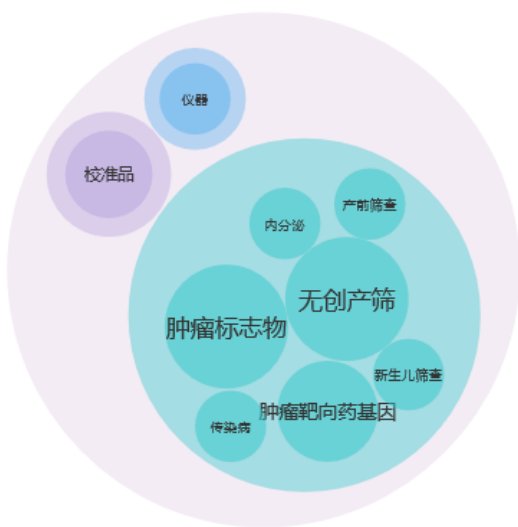 仪器
校准品
产前筛查
内分泌
无创产筛
肿瘤标志物
新生儿筛查
肿瘤靶向药基因
传染病